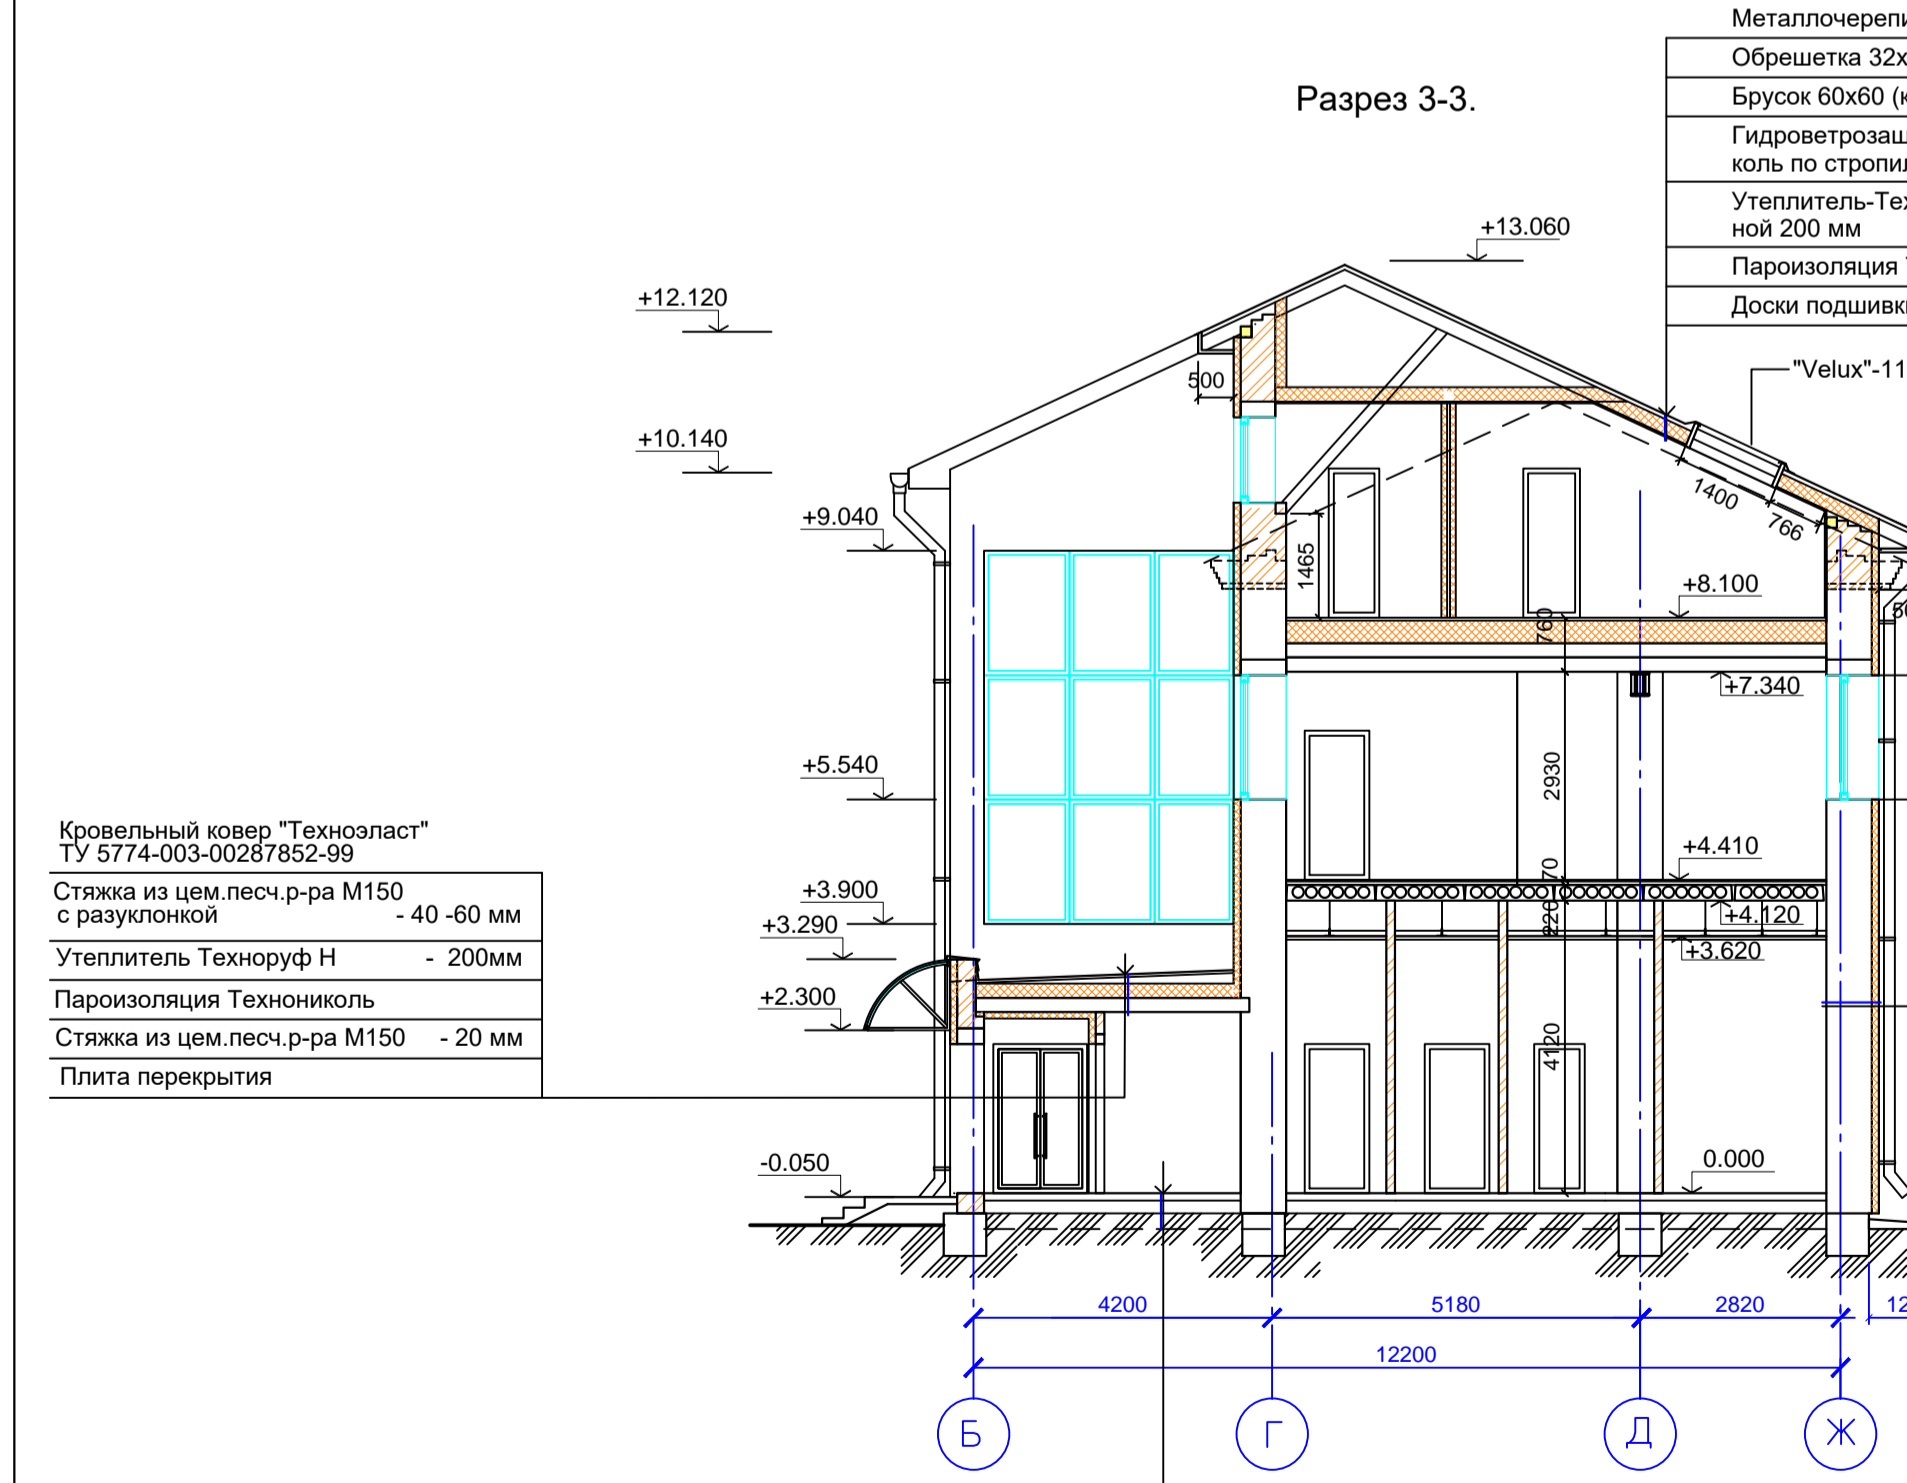 Металлочерепи
Обрешетка 32х
Брусок 60х60 (к
Гидроветрозащ
коль по стропил
Утеплитель-Тех
ной 200 мм
Пароизоляция
Доски подшивк
Разрез 3-3.
"Velux"-11
+13.060
+12.120
+10.140
+9.040
+5.540
+3.900
+3.290
+2.300
-0.050
500
1400
766
1465
+8.100
760
+7.340
2930
+4.410
70
220
+4.120
+3.620
4120
0.000
50
Кровельный ковер "Техноэласт"
ТУ 5774-003-00287852-99
Стяжка из цем.песч.р-ра М150
с разуклонкой - 40 -60 мм
Утеплитель Техноруф Н - 200мм
Пароизоляция Технониколь
Стяжка из цем.песч.р-ра М150 - 20 мм
Плита перекрытия
4200 5180 2820 12
12200
Б Г Д Ж